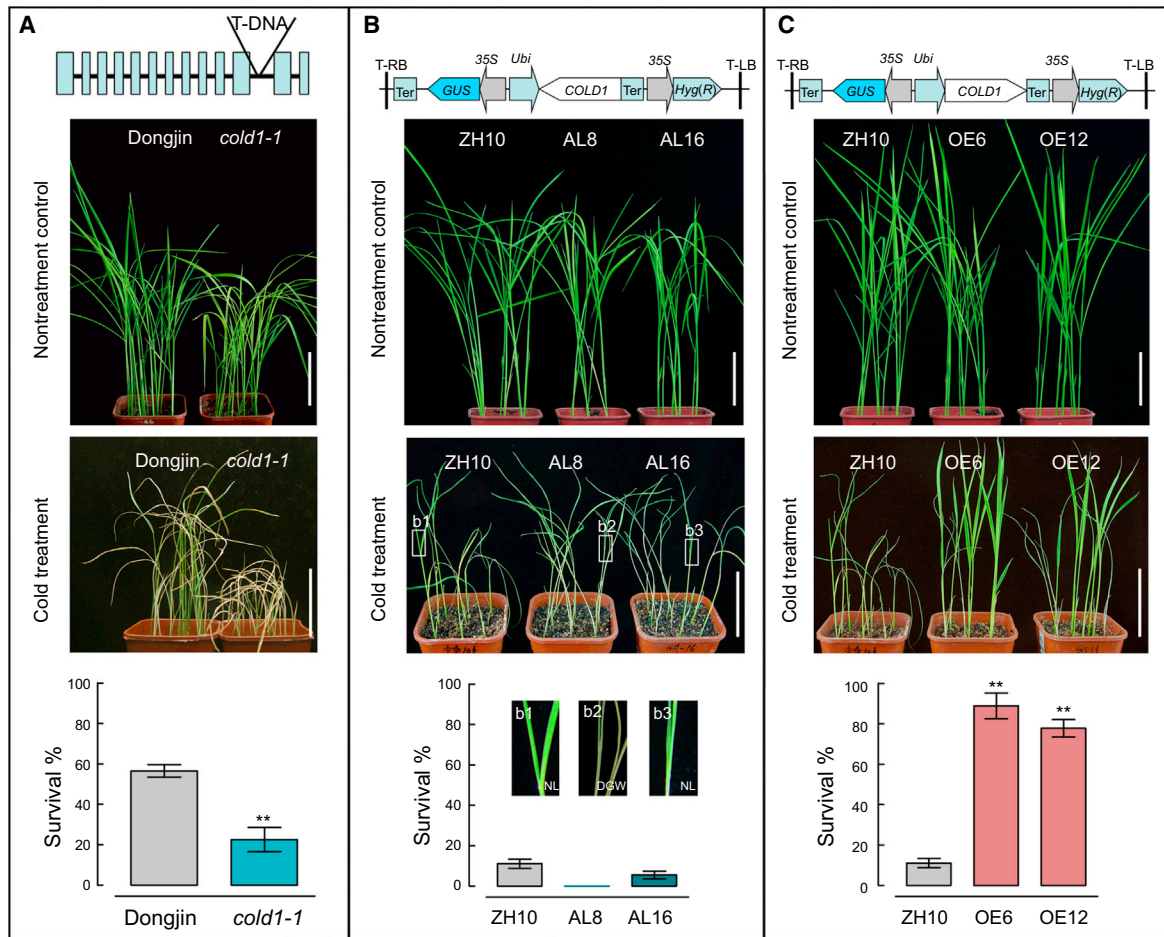 A
T-DNA
Dongjin cold1-1
Nontreatment control
Dongjin cold1-1
Cold treatment
100
80
60
40
20
0
Survival %
**
Dongjin cold1-1
B
T-RB 35S Ubi 35S T-LB
Ter GUS COLD1 Ter Hyg(R)
ZH10 AL8 AL16
Nontreatment control
ZH10 AL8 AL16
b1 b2 b3
Cold treatment
100
80
60
40
20
0
Survival %
b1 b2 b3
NL DGW NL
ZH10 AL8 AL16
C
T-RB 35S Ubi 35S T-LB
Ter GUS COLD1 Ter Hyg(R)
ZH10 OE6 OE12
Nontreatment control
ZH10 OE6 OE12
Cold treatment
100
80
60
40
20
0
Survival %
**
**
ZH10 OE6 OE12